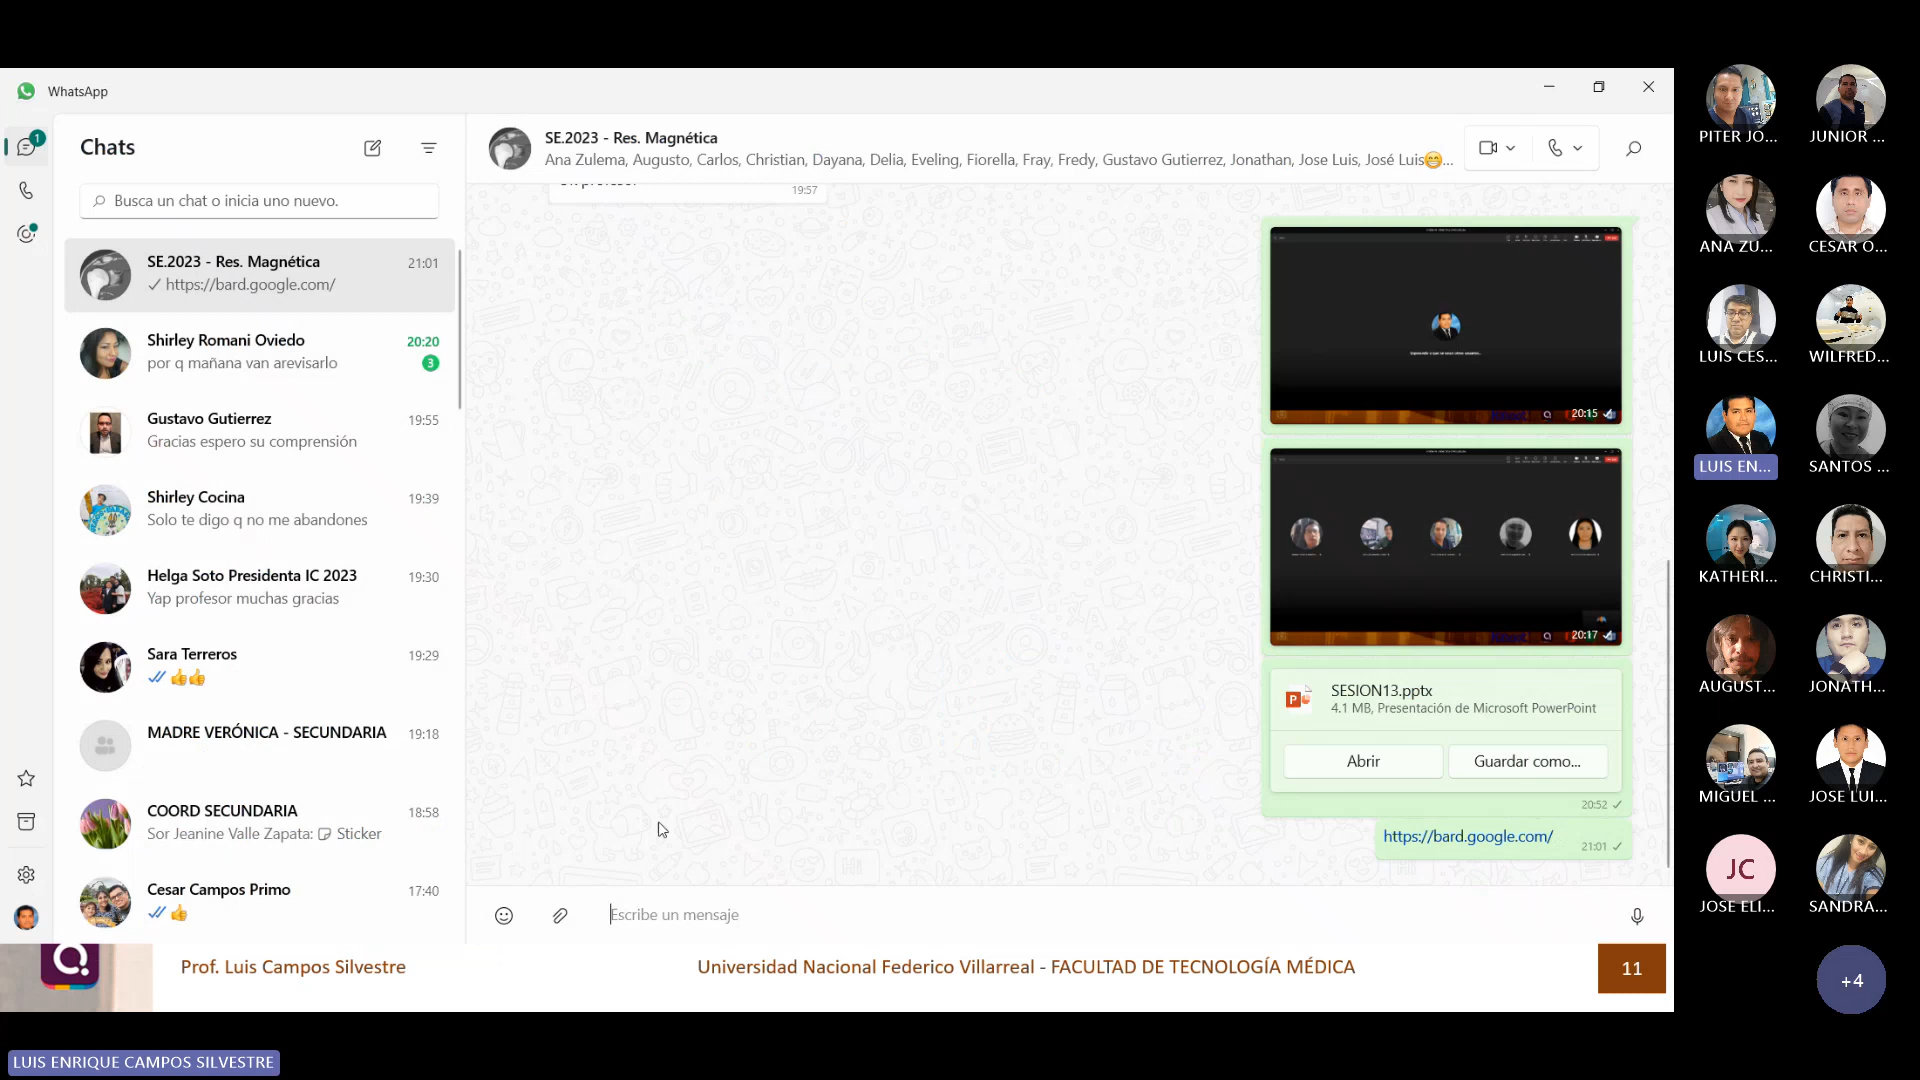 WhatsApp
1
Chats
Busca un chat o inicia uno nuevo.
SE.2023 - Res. Magnética
21:01
https://bard.google.com/
Shirley Romani Oviedo
20:20
por q mañana van arevisarlo
3
Gustavo Gutierrez
19:55
Gracias espero su comprensión
Shirley Cocina
19:39
Solo te digo q no me abandones
Helga Soto Presidenta IC 2023
19:30
Yap profesor muchas gracias
Sara Terreros
19:29
MADRE VERÓNICA - SECUNDARIA
19:18
COORD SECUNDARIA
18:58
Sor Jeanine Valle Zapata: Sticker
Cesar Campos Primo
17:40
SE.2023 - Res. Magnética
Ana Zulema, Augusto, Carlos, Christian, Dayana, Delia, Eveling, Fiorella, Fray, Fredy, Gustavo Gutierrez, Jonathan, Jose Luis, José Luis😁...
19:57
20:15
20:17
SESION13.pptx
4.1 MB, Presentación de Microsoft PowerPoint
Abrir
Guardar como...
20:52
https://bard.google.com/
21:01
Escribe un mensaje
Prof. Luis Campos Silvestre
Universidad Nacional Federico Villarreal - FACULTAD DE TECNOLOGÍA MÉDICA
11
LUIS ENRIQUE CAMPOS SILVESTRE
PITER JO...
JUNIOR ...
ANA ZU...
CESAR O...
LUIS CES...
WILFRED...
LUIS EN...
SANTOS ...
KATHERI...
CHRISTI...
AUGUST...
JONATH...
MIGUEL ...
JOSE LUI...
JC
JOSE ELI...
SANDRA...
+4